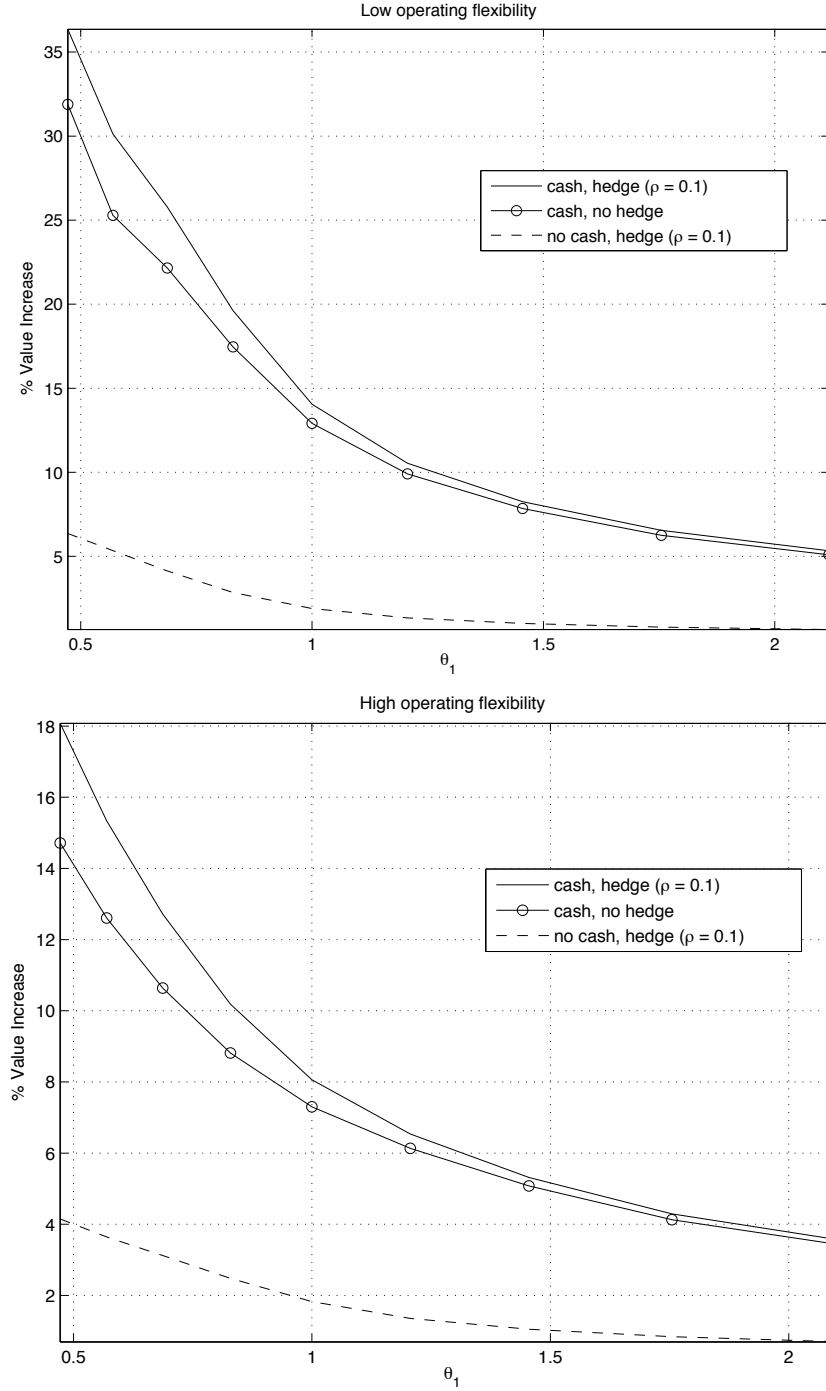 Low operating flexibility
35
30
25
20
15
10
5
% Value Increase
cash, hedge (ρ = 0.1)
cash, no hedge
no cash, hedge (ρ = 0.1)
0.5 1 1.5 2
θ1
High operating flexibility
18
16
14
12
10
8
6
4
2
% Value Increase
cash, hedge (ρ = 0.1)
cash, no hedge
no cash, hedge (ρ = 0.1)
0.5 1 1.5 2
θ1